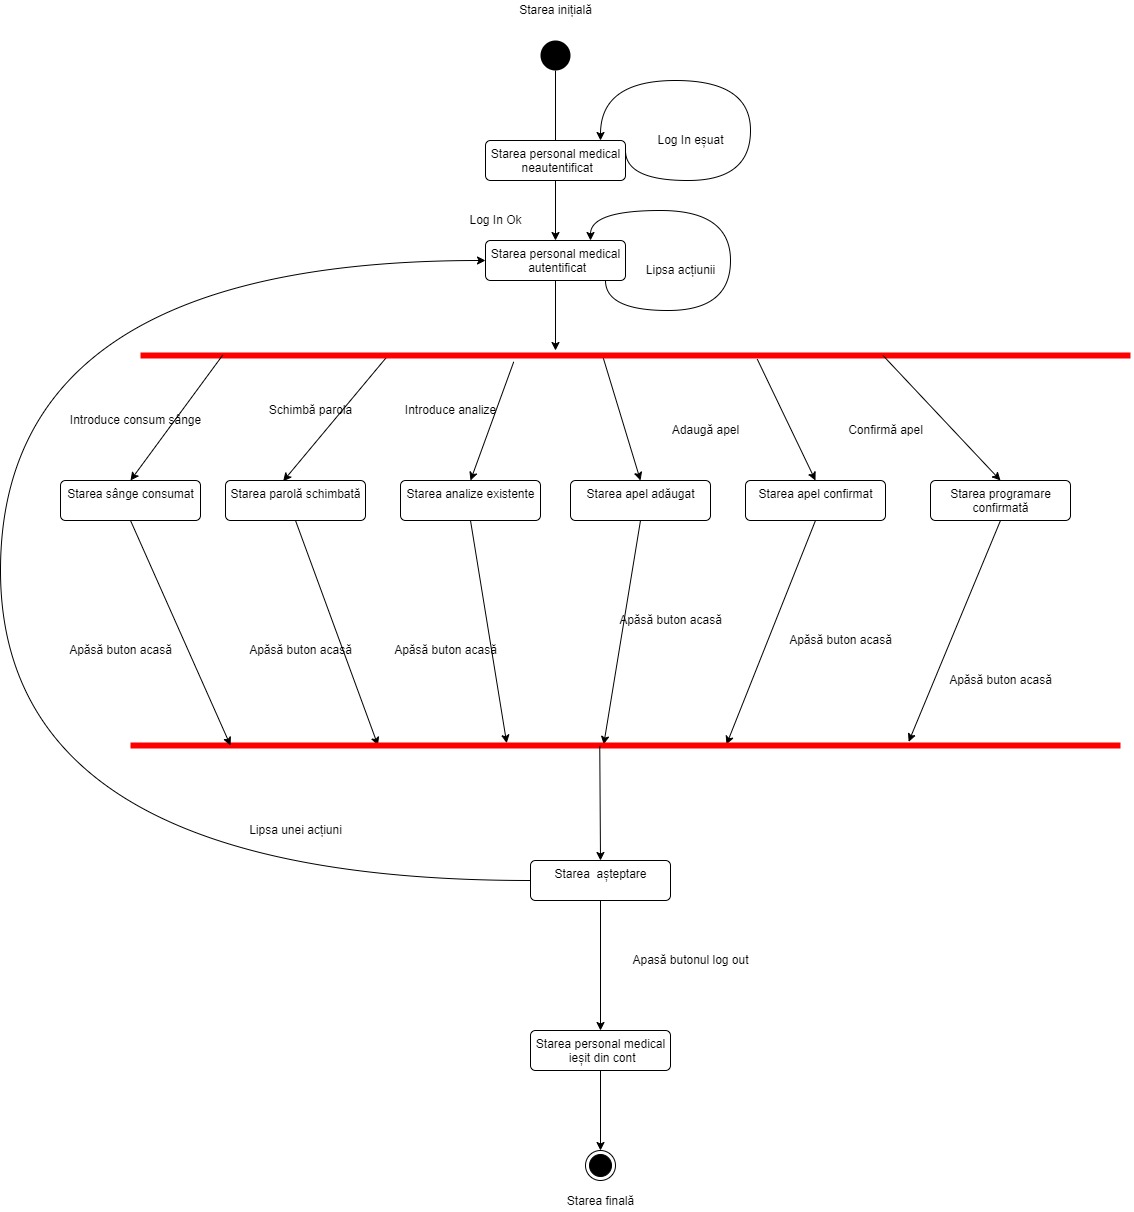 Starea inițială
Log In eșuat
Starea personal medical
neautentificat
Log In Ok
Starea personal medical
autentificat
Lipsa acțiunii
Introduce consum sânge
Schimbă parola
Introduce analize
Adaugă apel
Confirmă apel
Starea sânge consumat
Starea parolă schimbată
Starea analize existente
Starea apel adăugat
Starea apel confirmat
Starea programare
confirmată
Apăsă buton acasă
Apăsă buton acasă
Apăsă buton acasă
Apăsă buton acasă
Apăsă buton acasă
Apăsă buton acasă
Lipsa unei acțiuni
Starea  așteptare
Apasă butonul log out
Starea personal medical
ieșit din cont
Starea finală